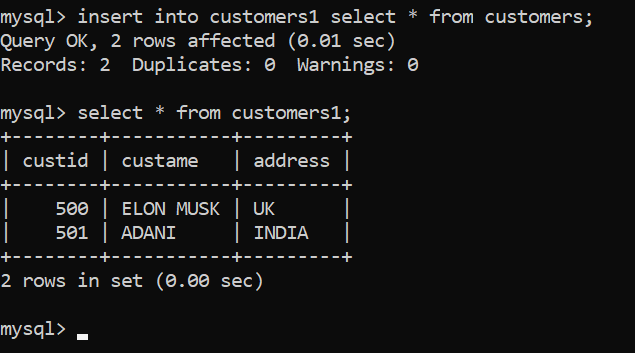 mysql> insert into customers1 select * from customers;
Query OK, 2 rows affected (0.01 sec)
Records: 2  Duplicates: 0  Warnings: 0

mysql> select * from customers1;
+--------+-----------+---------+
| custid | custame   | address |
+--------+-----------+---------+
|    500 | ELON MUSK | UK      |
|    501 | ADANI     | INDIA   |
+--------+-----------+---------+
2 rows in set (0.00 sec)

mysql>